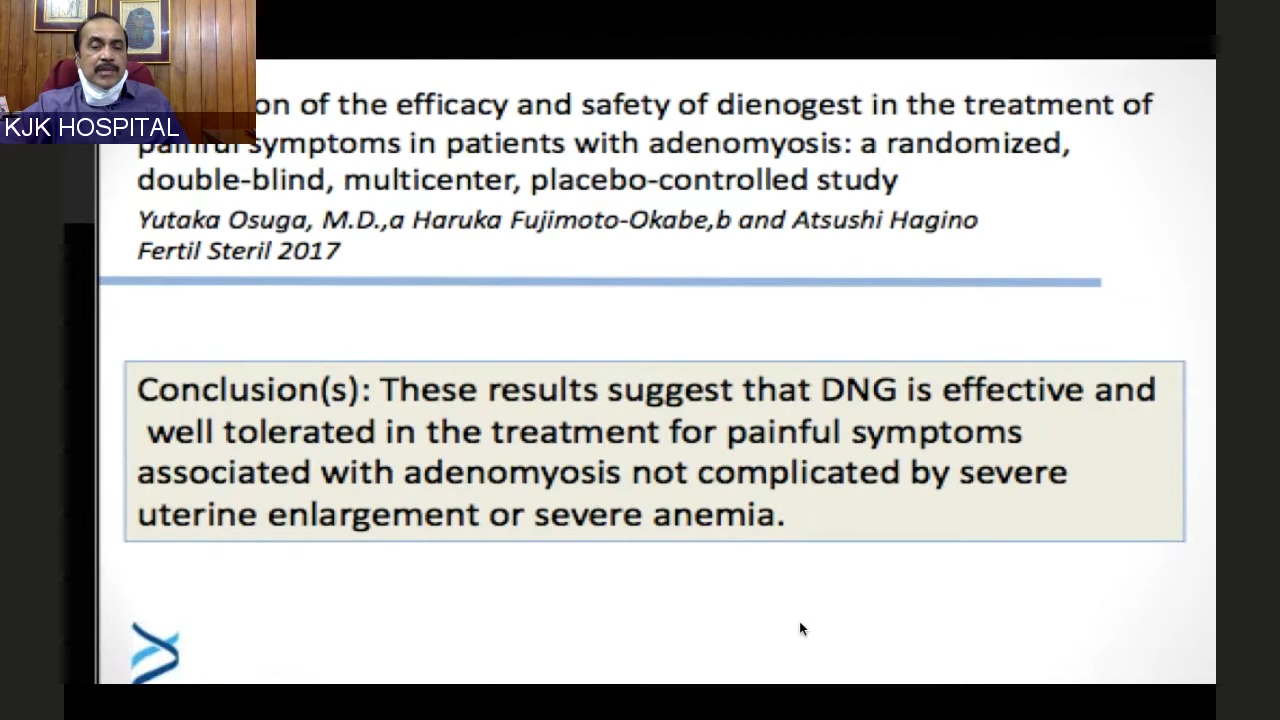 KJK HOSPITAL
on of the efficacy and safety of dienogest in the treatment of
painful symptoms in patients with adenomyosis: a randomized,
double-blind, multicenter, placebo-controlled study
Yutaka Osuga, M.D.,a Haruka Fujimoto-Okabe,b and Atsushi Hagino
Fertil Steril 2017
Conclusion(s): These results suggest that DNG is effective and
well tolerated in the treatment for painful symptoms
associated with adenomyosis not complicated by severe
uterine enlargement or severe anemia.